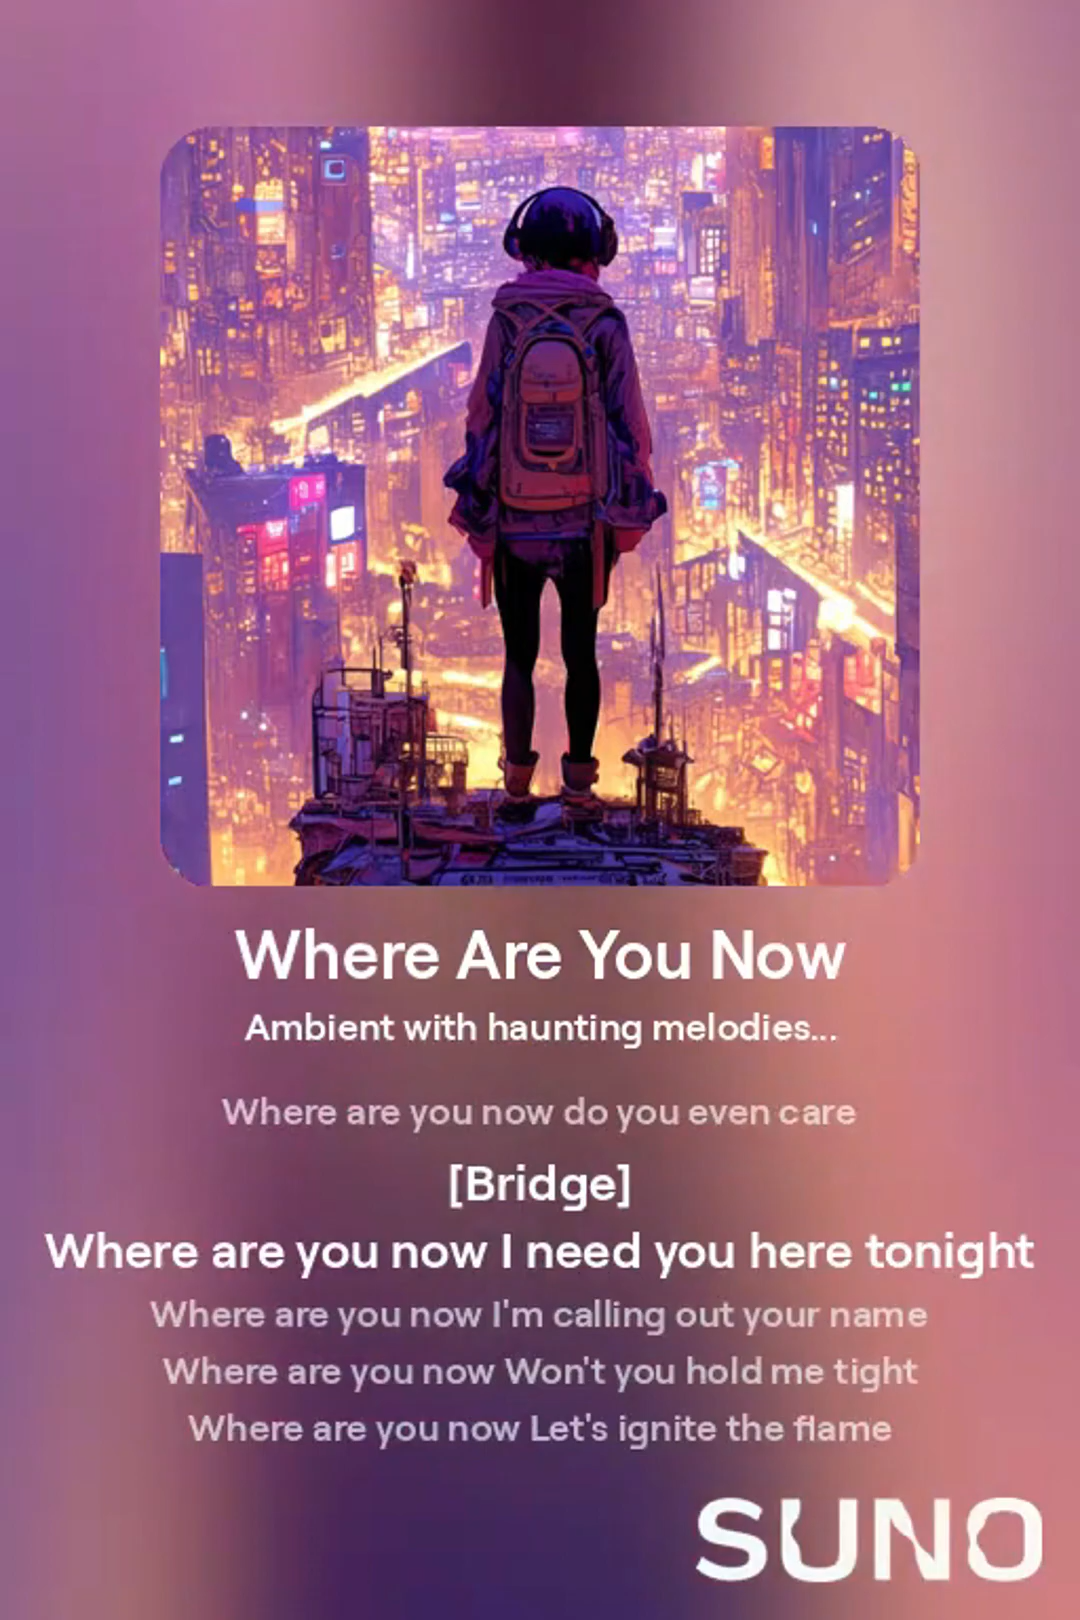 Where Are You Now
Ambient with haunting melodies...
Where are you now do you even care
[Bridge]
Where are you now I need you here tonight
Where are you now I'm calling out your name
Where are you now Won't you hold me tight
Where are you now Let's ignite the flame
SUNO